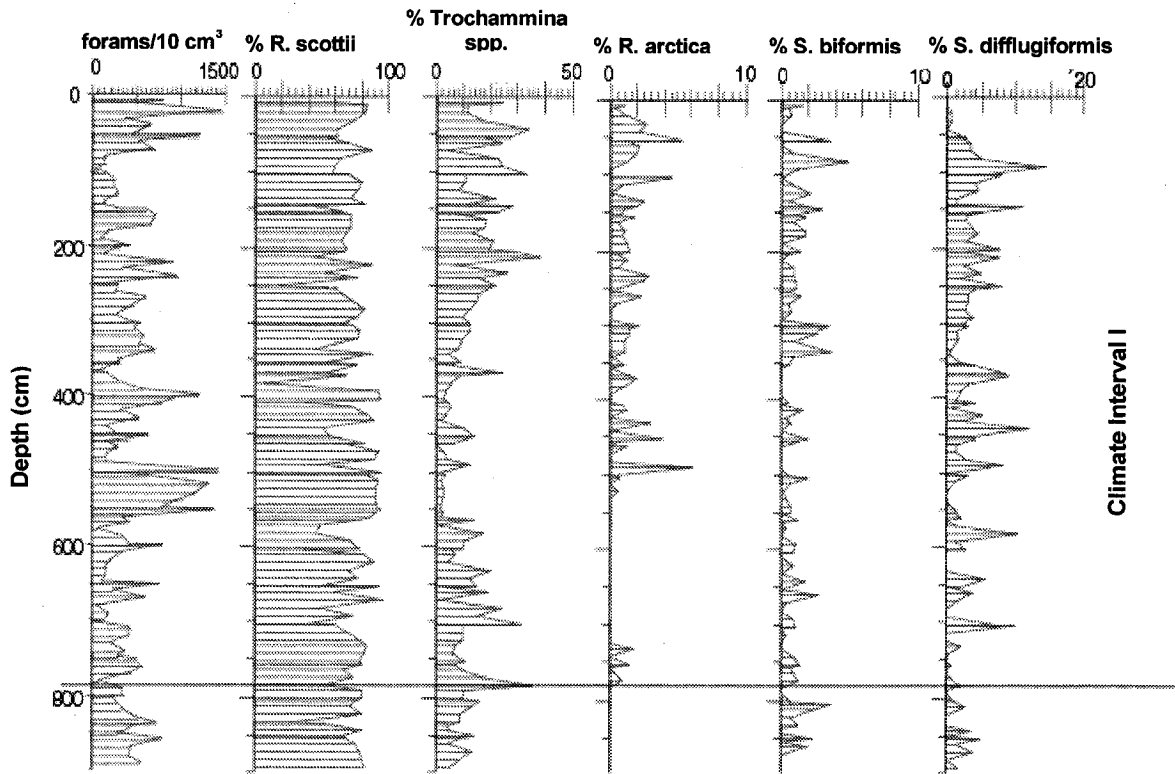 % Trochammina
forams/10 cm³ % R. scottii spp. % R. arctica % S. biformis % S. difflugiformis
0 1500 0 100 0 50 0 10 0 10 0 20
0
200
400
600
800
Depth (cm)
Climate Interval I